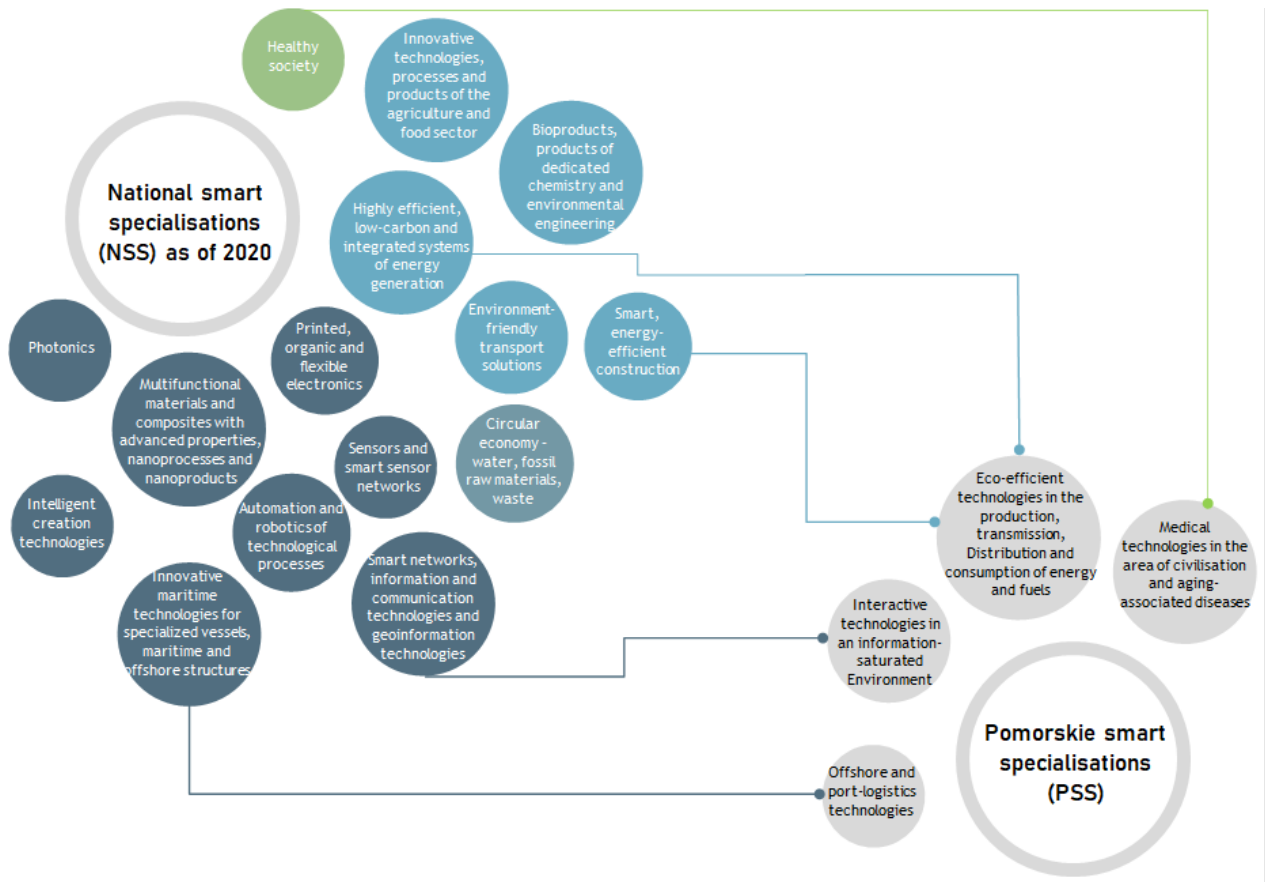 Healthy
society
Innovative
technologies,
processes and
products of the
agriculture and
food sector
Bioproducts,
products of
dedicated
chemistry and
environmental
engineering
National smart
specialisations
(NSS) as of 2020
Highly efficient,
low-carbon and
integrated systems
of energy
generation
Photonics
Printed,
organic and
flexible
electronics
Environment-
friendly
transport
solutions
Smart,
energy-
efficient
construction
Multifunctional
materials and
composites with
advanced properties,
nanoprocesses and
nanoproducts
Sensors and
smart sensor
networks
Circular
economy –
water, fossil
raw materials,
waste
Intelligent
creation
technologies
Automation and
robotics of
technological
processes
Innovative
maritime
technologies for
specialized vessels,
maritime and
offshore structures
Smart networks,
information and
communication
technologies and
geoinformation
technologies
Eco-efficient
technologies in the
production,
transmission,
Distribution and
consumption of energy
and fuels
Medical
technologies in the
area of civilisation
and aging-
associated diseases
Interactive
technologies in
an information-
saturated
Environment
Pomorskie smart
specialisations
(PSS)
Offshore and
port-logistics
technologies